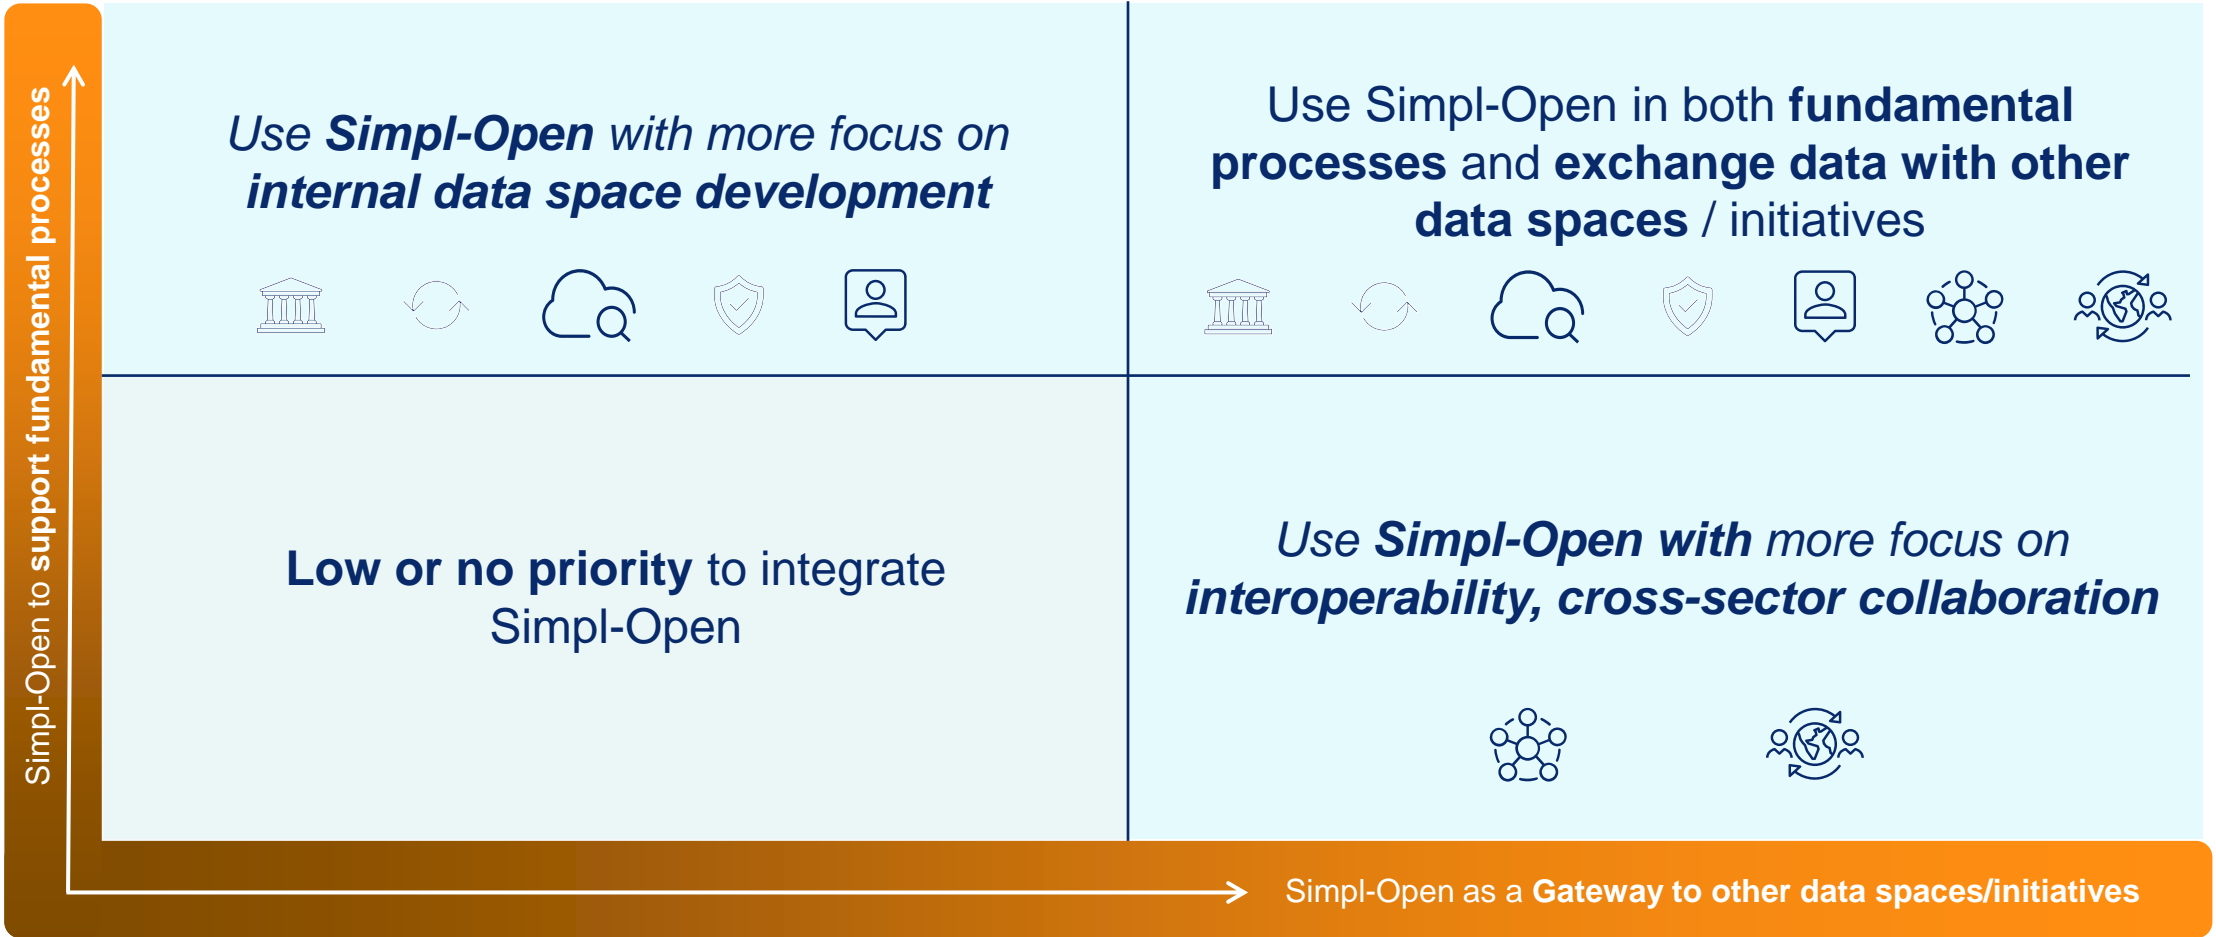 Simpl-Open to support fundamental processes
Use Simpl-Open with more focus on
internal data space development
Use Simpl-Open in both fundamental
processes and exchange data with other
data spaces / initiatives
Low or no priority to integrate
Simpl-Open
Use Simpl-Open with more focus on
interoperability, cross-sector collaboration
Simpl-Open as a Gateway to other data spaces/initiatives